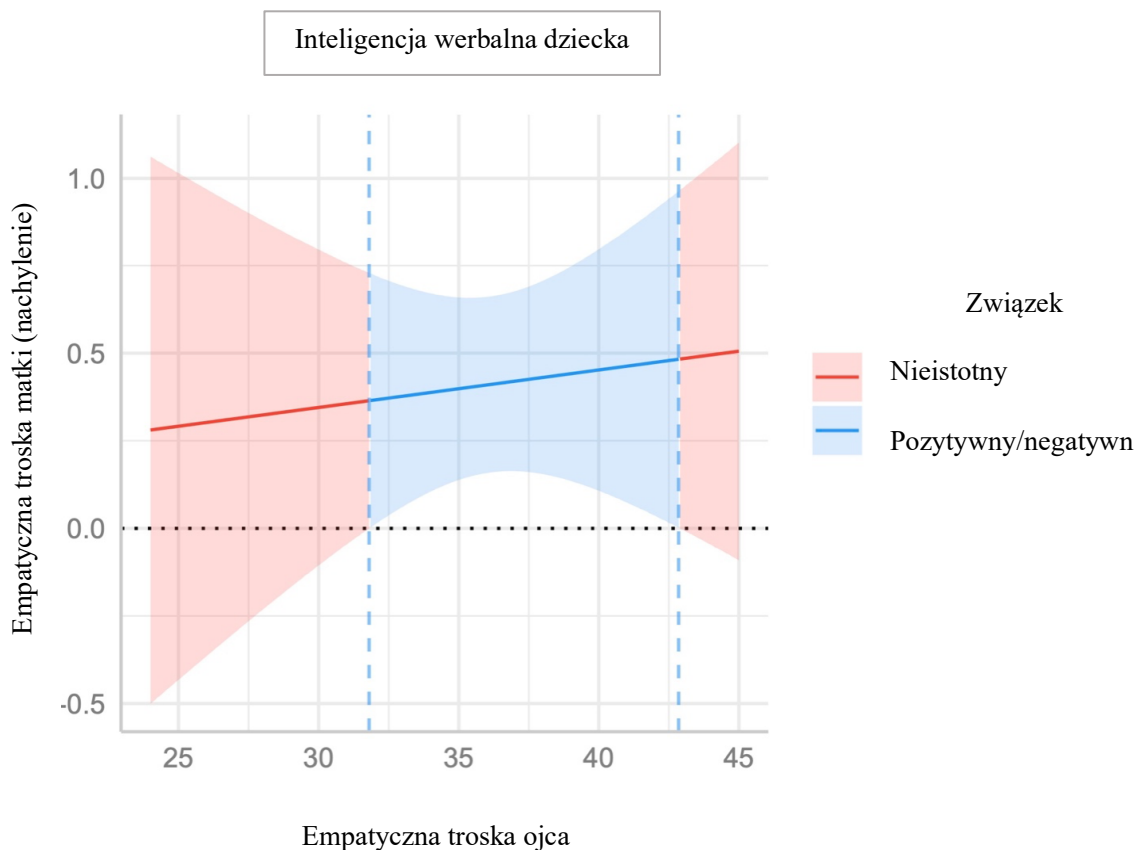 Inteligencja werbalna dziecka
Empatyczna troska matki (nachylenie)
1.0
0.5
0.0
-0.5
25 30 35 40 45
Empatyczna troska ojca
Związek
Nieistotny
Pozytywny/negatywn